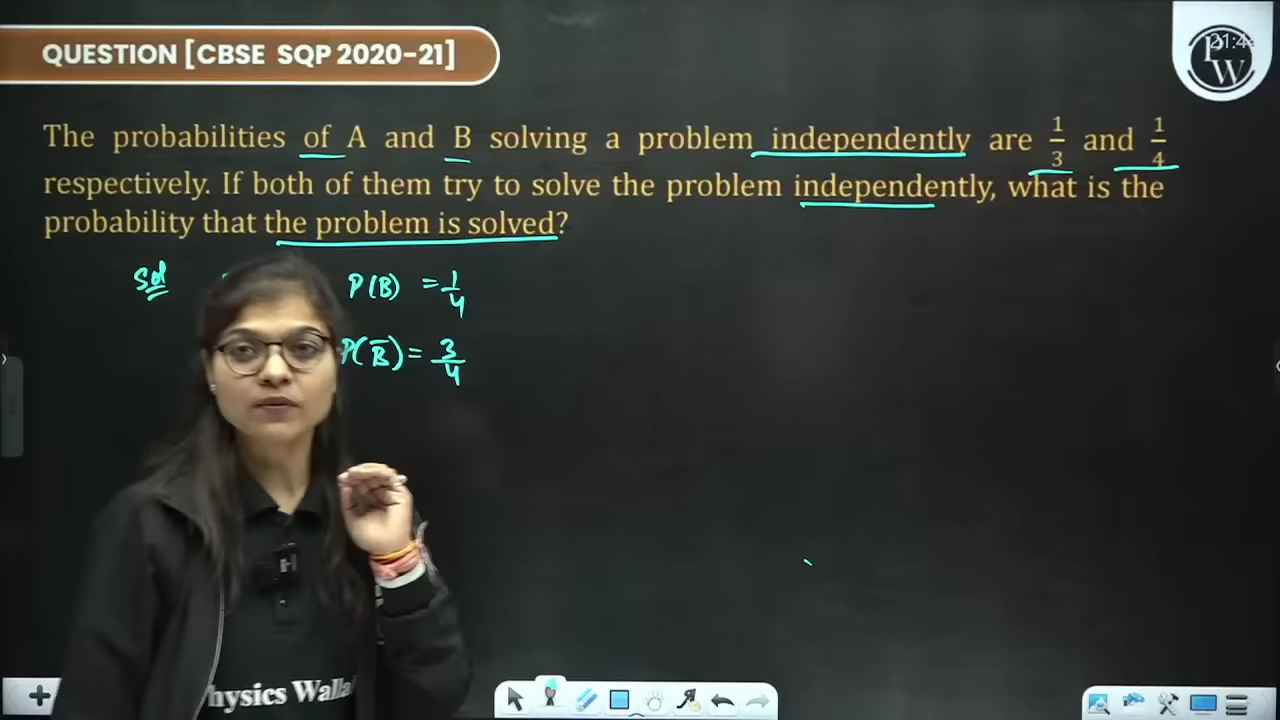 QUESTION [CBSE SQP 2020-21]
The probabilities of A and B solving a problem independently are 1/3 and 1/4
respectively. If both of them try to solve the problem independently, what is the
probability that the problem is solved?
Sol P(B) = 1/4
P(B̅) = 3/4
PW
hysics Walla
H